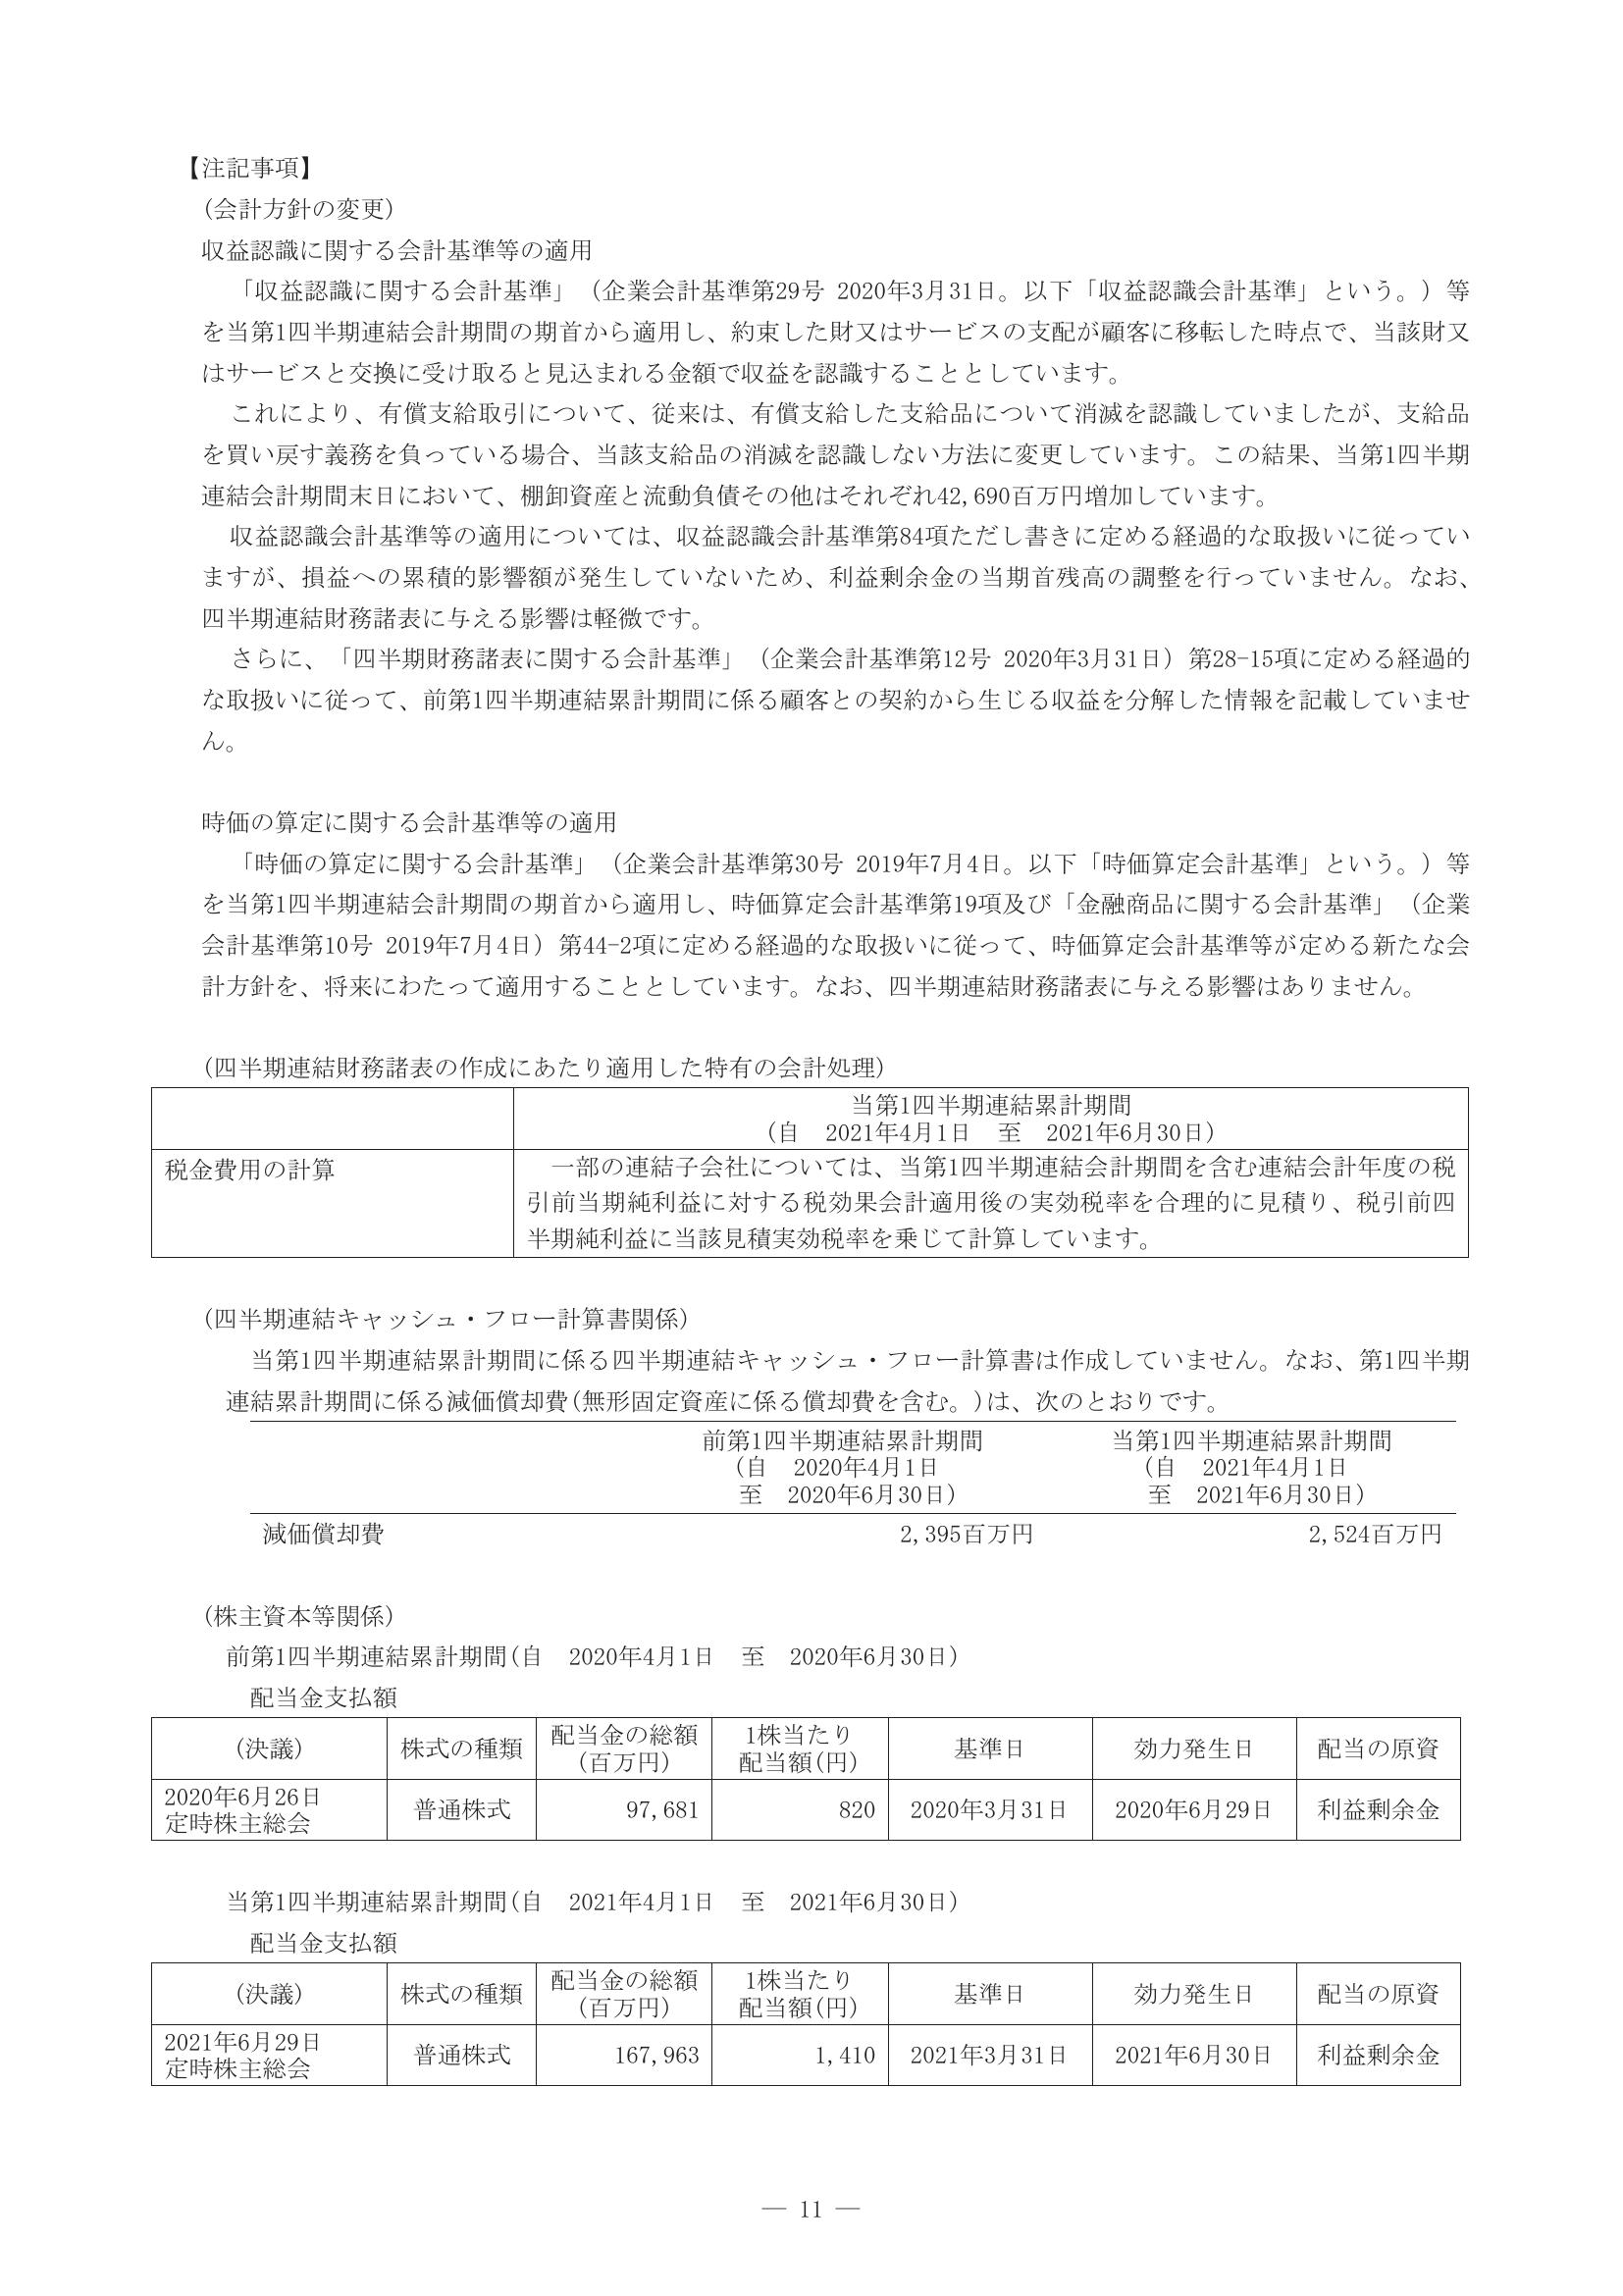 【注記事項】
（会計方針の変更）
収益認識に関する会計基準等の適用
「収益認識に関する会計基準」（企業会計基準第29号 2020年3月31日。以下「収益認識会計基準」という。）等
を当第1四半期連結会計期間の期首から適用し、約束した財又はサービスの支配が顧客に移転した時点で、当該財又
はサービスと交換に受け取ると見込まれる金額で収益を認識することとしています。
これにより、有償支給取引について、従来は、有償支給した支給品について消滅を認識していましたが、支給品
を買い戻す義務を負っている場合、当該支給品の消滅を認識しない方法に変更しています。この結果、当第1四半期
連結会計期間末日において、棚卸資産と流動負債その他はそれぞれ42,690百万円増加しています。
収益認識会計基準等の適用については、収益認識会計基準第84項ただし書きに定める経過的な取扱いに従ってい
ますが、損益への累積的影響額が発生していないため、利益剰余金の当期首残高の調整を行っていません。なお、
四半期連結財務諸表に与える影響は軽微です。
さらに、「四半期財務諸表に関する会計基準」（企業会計基準第12号 2020年3月31日）第28-15項に定める経過的
な取扱いに従って、前第1四半期連結累計期間に係る顧客との契約から生じる収益を分解した情報を記載していませ
ん。
時価の算定に関する会計基準等の適用
「時価の算定に関する会計基準」（企業会計基準第30号 2019年7月4日。以下「時価算定会計基準」という。）等
を当第1四半期連結会計期間の期首から適用し、時価算定会計基準第19項及び「金融商品に関する会計基準」（企業
会計基準第10号 2019年7月4日）第44-2項に定める経過的な取扱いに従って、時価算定会計基準等が定める新たな会
計方針を、将来にわたって適用することとしています。なお、四半期連結財務諸表に与える影響はありません。
（四半期連結財務諸表の作成にあたり適用した特有の会計処理）
当第1四半期連結累計期間
（自　2021年4月1日　至　2021年6月30日）
税金費用の計算
一部の連結子会社については、当第1四半期連結会計期間を含む連結会計年度の税
引前当期純利益に対する税効果会計適用後の実効税率を合理的に見積り、税引前四
半期純利益に当該見積実効税率を乗じて計算しています。
（四半期連結キャッシュ・フロー計算書関係）
当第1四半期連結累計期間に係る四半期連結キャッシュ・フロー計算書は作成していません。なお、第1四半期
連結累計期間に係る減価償却費(無形固定資産に係る償却費を含む。)は、次のとおりです。
前第1四半期連結累計期間　当第1四半期連結累計期間
（自　2020年4月1日　（自　2021年4月1日
至　2020年6月30日）　至　2021年6月30日）
減価償却費　2,395百万円　2,524百万円
（株主資本等関係）
前第1四半期連結累計期間(自　2020年4月1日　至　2020年6月30日)
配当金支払額
（決議）　株式の種類　配当金の総額　1株当たり　基準日　効力発生日　配当の原資
（百万円）　配当額(円)
2020年6月26日
定時株主総会　普通株式　97,681　820　2020年3月31日　2020年6月29日　利益剰余金
当第1四半期連結累計期間(自　2021年4月1日　至　2021年6月30日)
配当金支払額
（決議）　株式の種類　配当金の総額　1株当たり　基準日　効力発生日　配当の原資
（百万円）　配当額(円)
2021年6月29日
定時株主総会　普通株式　167,963　1,410　2021年3月31日　2021年6月30日　利益剰余金
― 11 ―